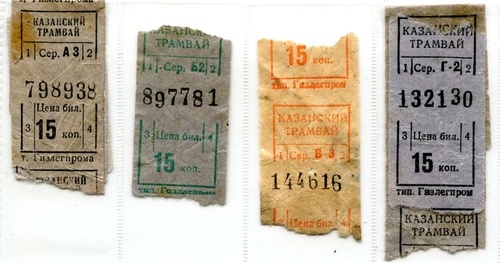 КАЗАНСКИЙ
ТРАМВАЙ
1 Сер. А 3 2
798938
Цена бил.
3 15 коп. 4
т. Гизлегпрома
КАЗАНСКИЙ
ТРАМВАЙ
1 Сер. Б2 2
897781
3 Цена бил. 4
15 коп.
тип. Гизлегпром
15 коп.
тип. Гизлегпром
КАЗАНСКИЙ
ТРАМВАЙ
1 Сер. В-3 2
144616
Цена бил.
КАЗАНСКИЙ
ТРАМВАЙ
1 Сер. Г-2 2
132130
Цена бил.
3 15 коп. 4
тип. Гизлегпром
КАЗАНСКИЙ
ТРАМВАЙ